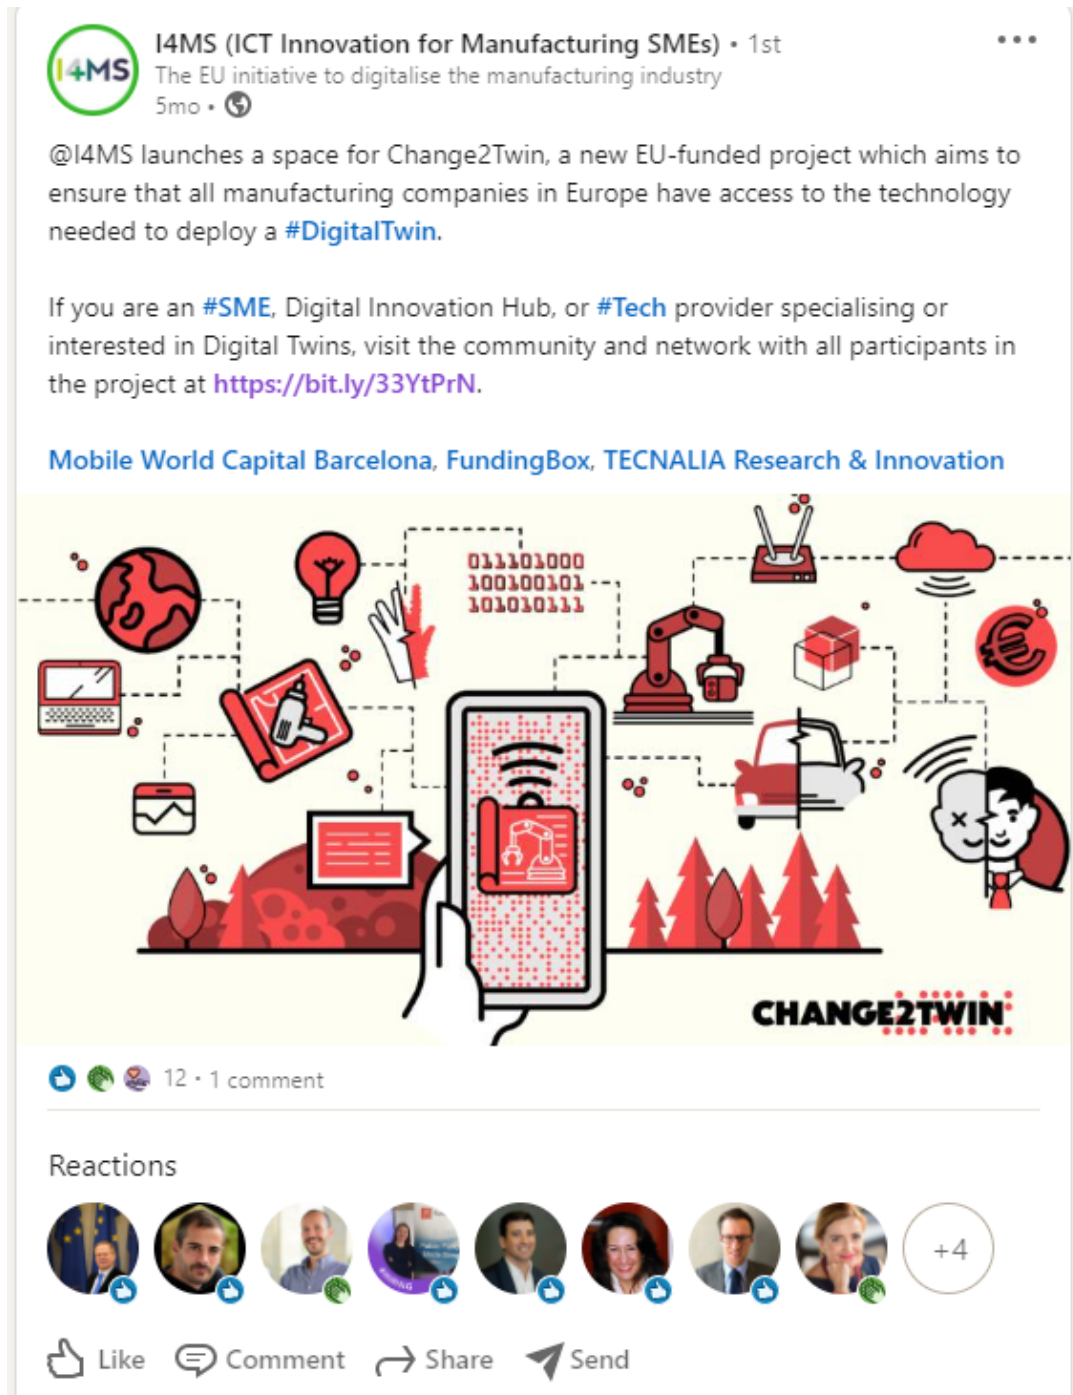 I4MS
I4MS (ICT Innovation for Manufacturing SMEs) • 1st
The EU initiative to digitalise the manufacturing industry
5mo •
@I4MS launches a space for Change2Twin, a new EU-funded project which aims to
ensure that all manufacturing companies in Europe have access to the technology
needed to deploy a #DigitalTwin.
If you are an #SME, Digital Innovation Hub, or #Tech provider specialising or
interested in Digital Twins, visit the community and network with all participants in
the project at https://bit.ly/33YtPrN.
Mobile World Capital Barcelona, FundingBox, TECNALIA Research & Innovation
011101000
100100101
101010111
€
CHANGE2TWIN
12 • 1 comment
Reactions
+4
Like Comment Share Send